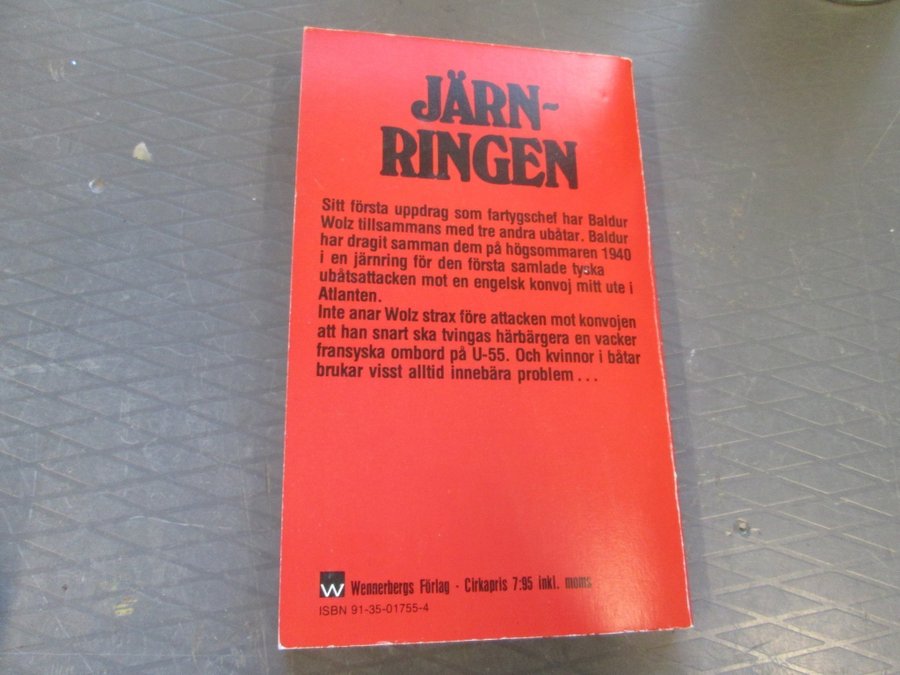 JÄRN-
RINGEN
Sitt första uppdrag som fartygschef har Baldur
Wolz tillsammans med tre andra ubåtar. Baldur
har dragit samman dem på högsommaren 1940
i en järnring för den första samlade tyska
ubåtsattacken mot en engelsk konvoj mitt ute i
Atlanten.
Inte anar Wolz strax före attacken mot konvojen
att han snart ska tvingas härbärgera en vacker
fransyska ombord på U-55. Och kvinnor i båtar
brukar visst alltid innebära problem ...
W Wennerbergs Förlag · Cirkapris 7:95 inkl. moms
ISBN 91-35-01755-4